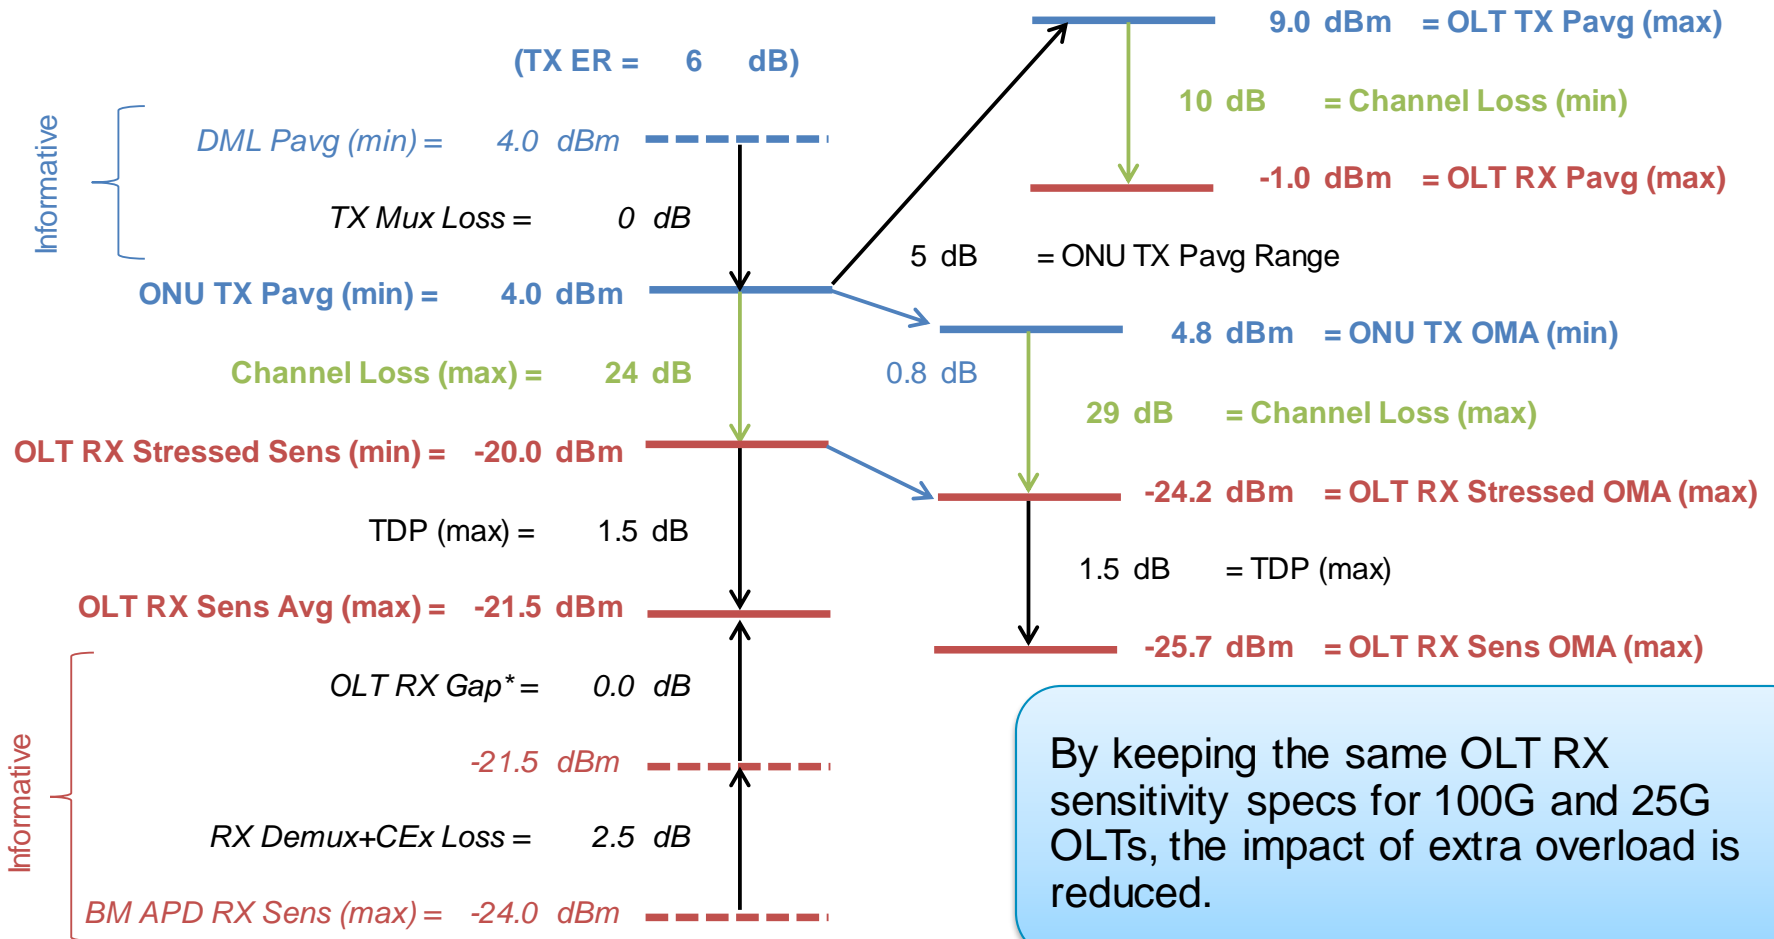 9.0 dBm = OLT TX Pavg (max)
(TX ER = 6 dB)
10 dB = Channel Loss (min)
Informative
DML Pavg (min) = 4.0 dBm
-1.0 dBm = OLT RX Pavg (max)
TX Mux Loss = 0 dB
5 dB = ONU TX Pavg Range
ONU TX Pavg (min) = 4.0 dBm
4.8 dBm = ONU TX OMA (min)
Channel Loss (max) = 24 dB
0.8 dB
29 dB = Channel Loss (max)
OLT RX Stressed Sens (min) = -20.0 dBm
-24.2 dBm = OLT RX Stressed OMA (max)
TDP (max) = 1.5 dB
1.5 dB = TDP (max)
OLT RX Sens Avg (max) = -21.5 dBm
-25.7 dBm = OLT RX Sens OMA (max)
Informative
OLT RX Gap* = 0.0 dB
-21.5 dBm
RX Demux+CEx Loss = 2.5 dB
BM APD RX Sens (max) = -24.0 dBm
By keeping the same OLT RX
sensitivity specs for 100G and 25G
OLTs, the impact of extra overload is
reduced.